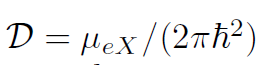 𝒟 = μ_{eX}/(2πℏ²)